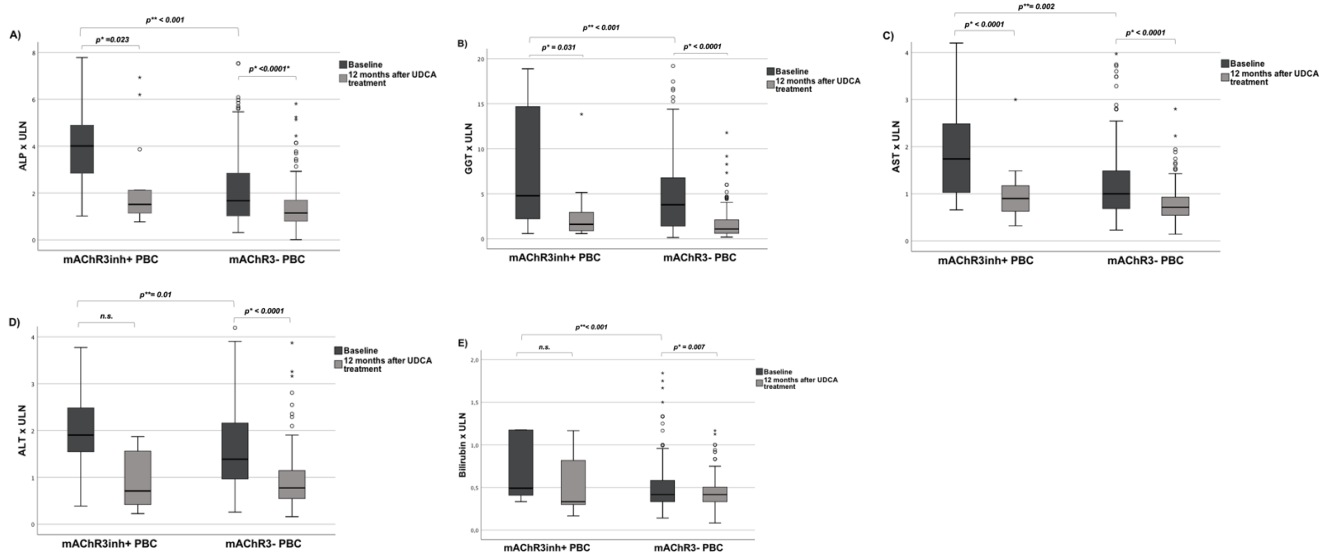 A)
p** < 0.001
p* =0.023
p* <0.0001*
Baseline
12 months after UDCA
treatment
ALP x ULN
8
6
4
2
0
mAChR3inh+ PBC
mAChR3- PBC
B)
p** < 0.001
p* = 0.031
p* < 0.0001
Baseline
12 months after UDCA
treatment
GGT x ULN
20
15
10
5
0
mAChR3inh+ PBC
mAChR3- PBC
C)
p**= 0.002
p* < 0.0001
p* < 0.0001
Baseline
12 months after UDCA
treatment
AST x ULN
4
3
2
1
0
mAChR3inh+ PBC
mAChR3- PBC
D)
p**= 0.01
n.s.
p* < 0.0001
Baseline
12 months after UDCA
treatment
ALT x ULN
4
3
2
1
0
mAChR3inh+ PBC
mAChR3- PBC
E)
p**< 0.001
n.s.
p* = 0.007
Baseline
12 months after UDCA
treatment
Bilirubin x ULN
2,0
1,5
1,0
0,5
0,0
mAChR3inh+ PBC
mAChR3- PBC